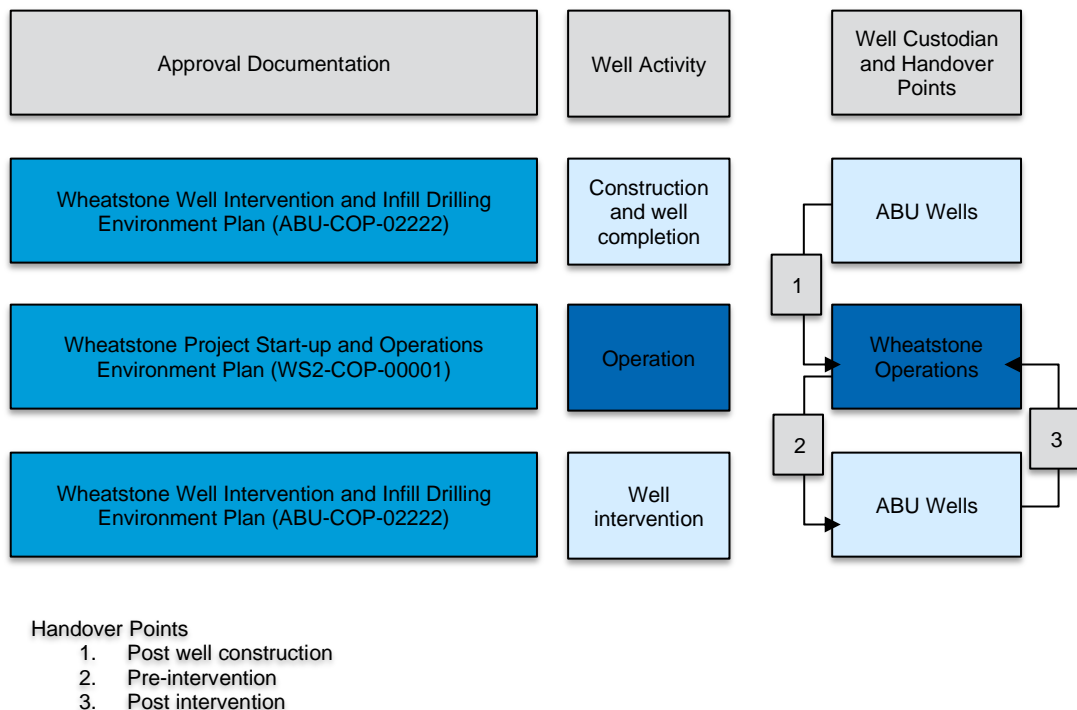 Approval Documentation
Well Activity
Well Custodian
and Handover
Points
Wheatstone Well Intervention and Infill Drilling
Environment Plan (ABU-COP-02222)
Construction
and well
completion
ABU Wells
1
Wheatstone Project Start-up and Operations
Environment Plan (WS2-COP-00001)
Operation
Wheatstone
Operations
2
3
Wheatstone Well Intervention and Infill Drilling
Environment Plan (ABU-COP-02222)
Well
intervention
ABU Wells
Handover Points
1. Post well construction
2. Pre-intervention
3. Post intervention